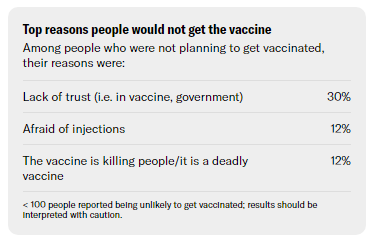 Top reasons people would not get the vaccine
Among people who were not planning to get vaccinated,
their reasons were:
Lack of trust (i.e. in vaccine, government) 30%
Afraid of injections 12%
The vaccine is killing people/it is a deadly 12%
vaccine
< 100 people reported being unlikely to get vaccinated; results should be
interpreted with caution.